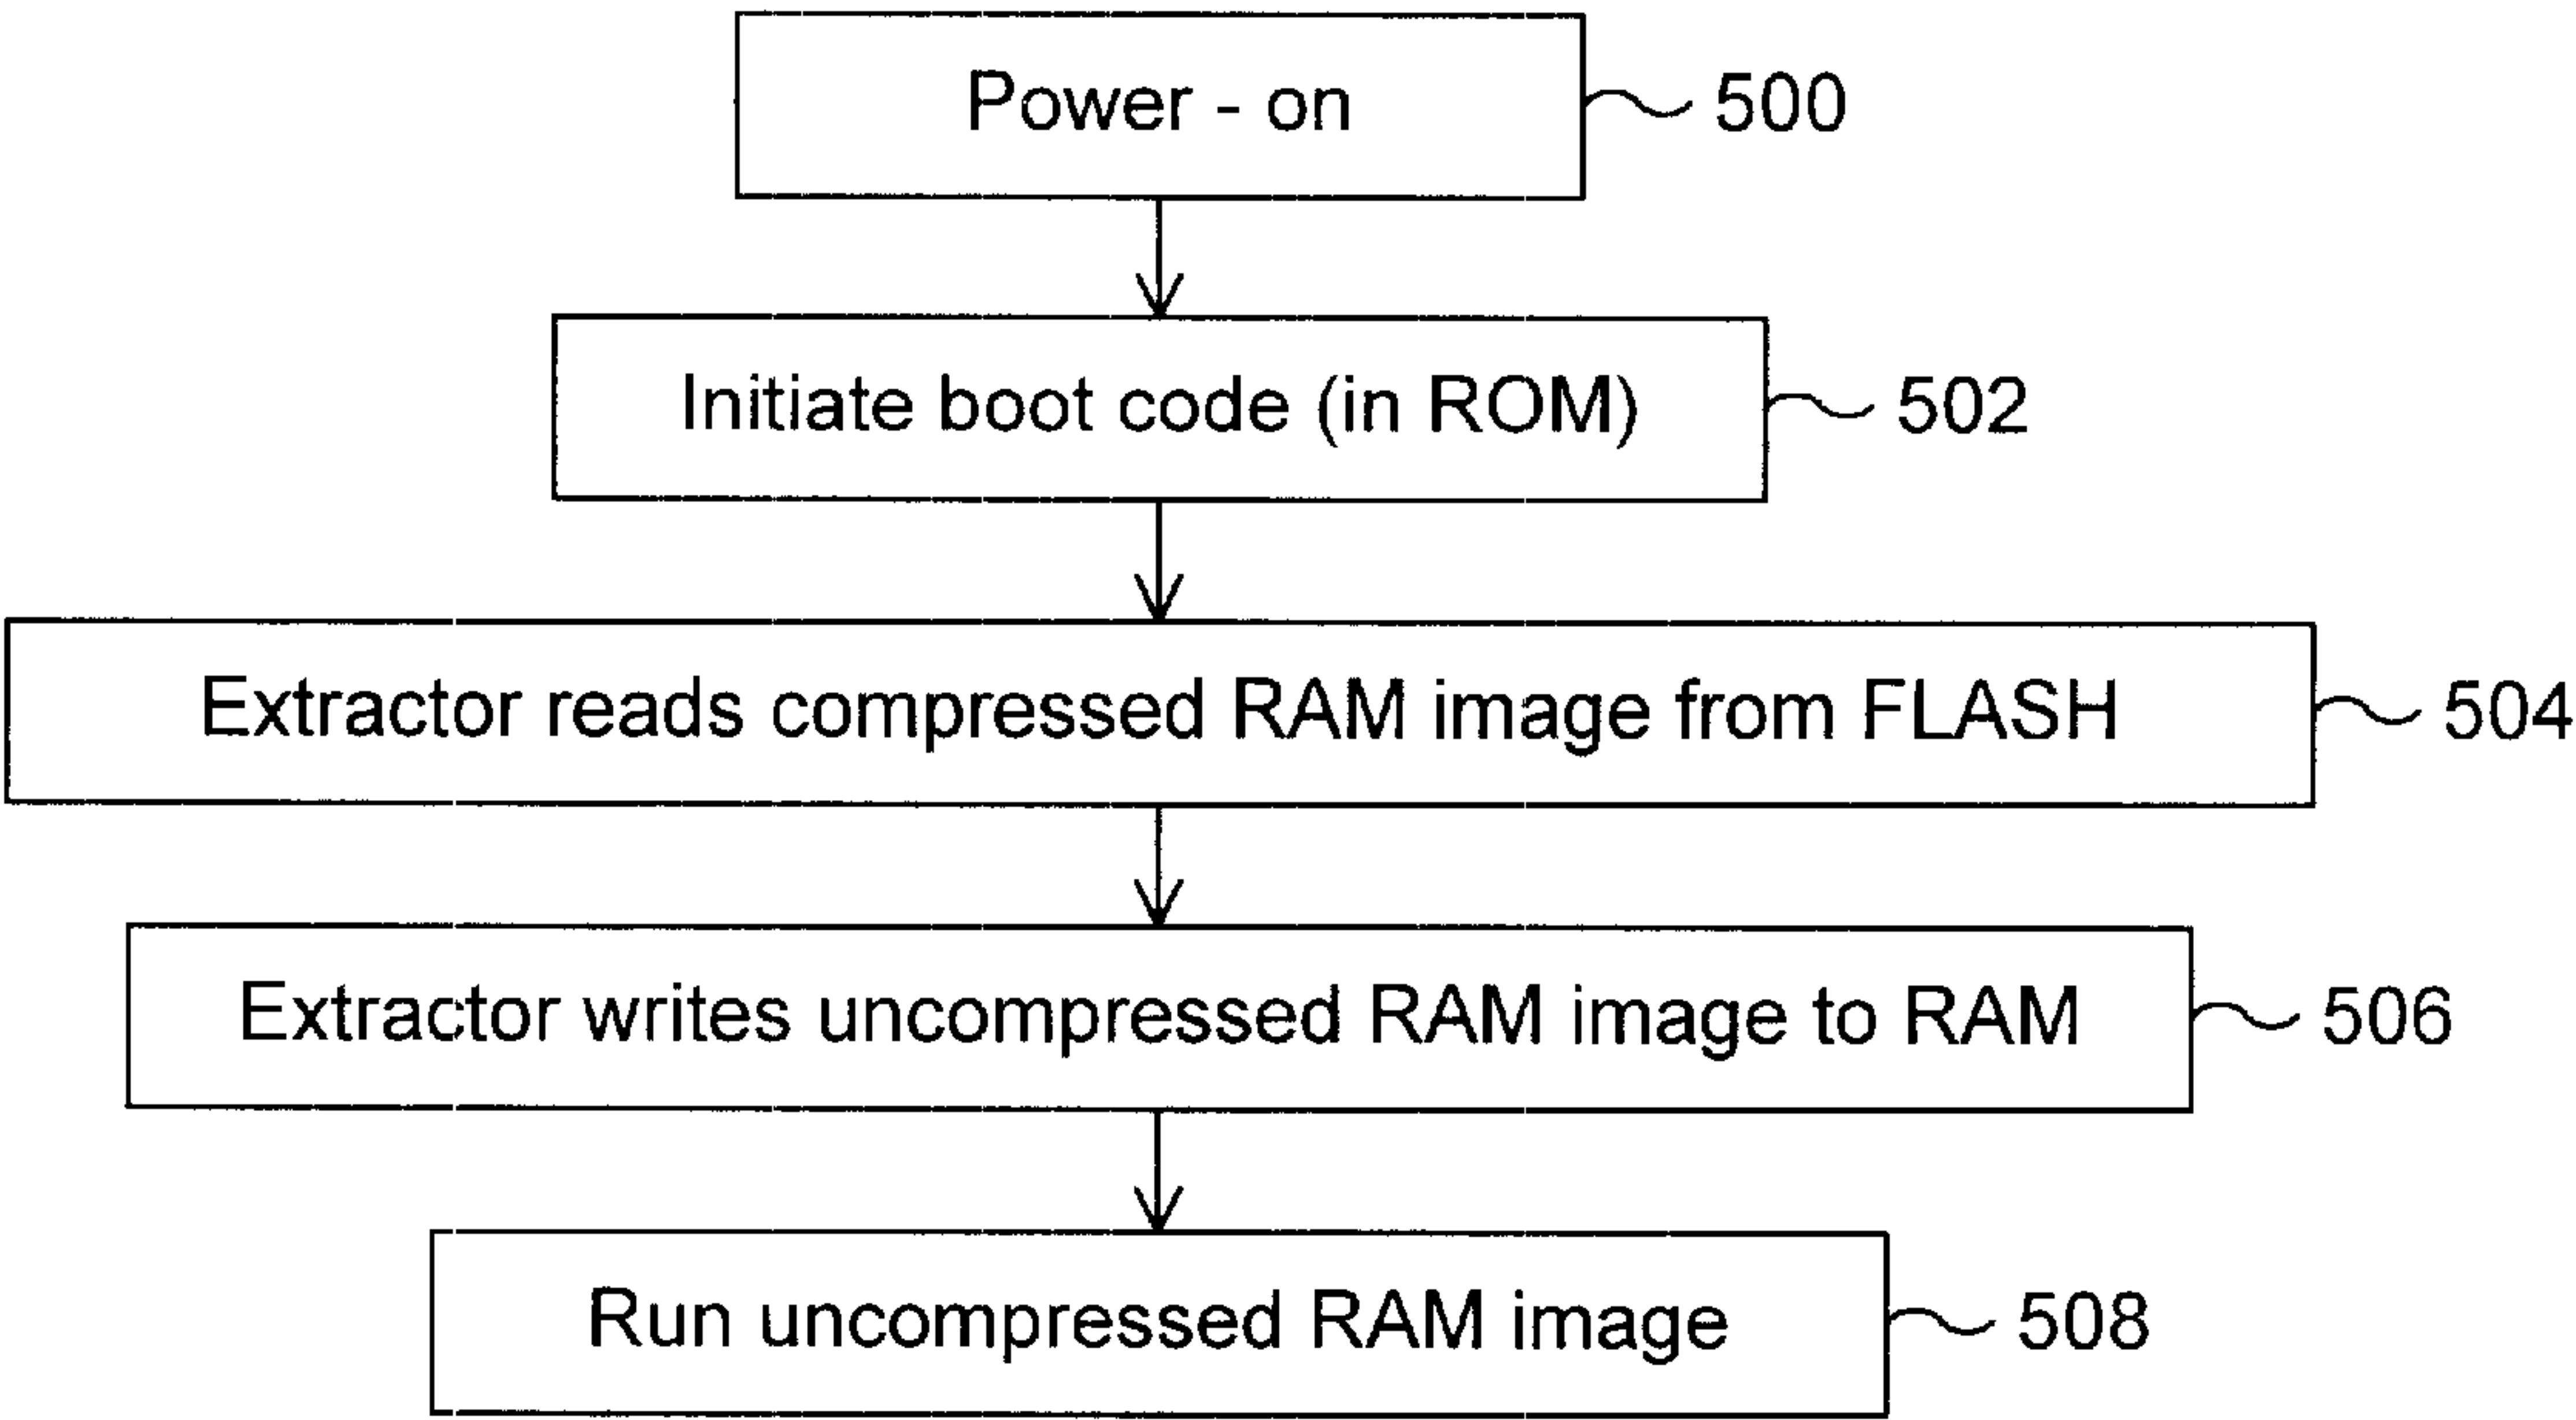 Power - on 500
Initiate boot code (in ROM) 502
Extractor reads compressed RAM image from FLASH 504
Extractor writes uncompressed RAM image to RAM 506
Run uncompressed RAM image 508